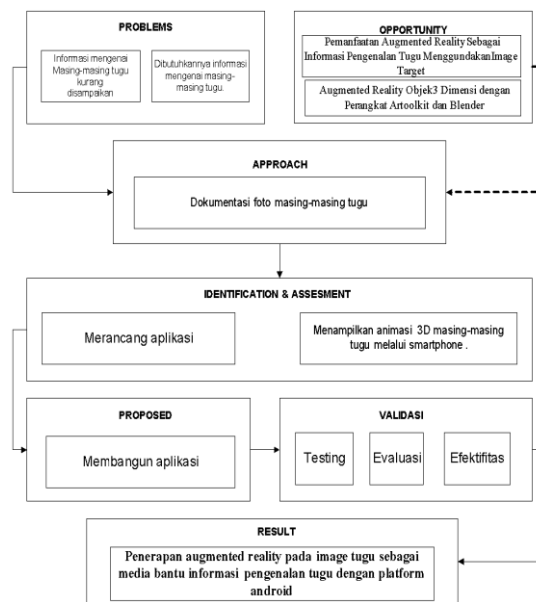 PROBLEMS
Informasi mengenai
Masing-masing tugu
kurang
disampaikan
Dibutuhkannya informasi
mengenai masing-
masing tugu.
OPPORTUNITY
Pemanfaatan Augmented Reality Sebagai
Informasi Pengenalan Tugu MenggundakanImage
Target
Augmented Reality Objek3 Dimensi dengan
Perangkat Artoolkit dan Blender
APPROACH
Dokumentasi foto masing-masing tugu
IDENTIFICATION & ASSESMENT
Merancang aplikasi
Menampilkan animasi 3D masing-masing
tugu melalui smartphone .
PROPOSED
Membangun aplikasi
VALIDASI
Testing
Evaluasi
Efektifitas
RESULT
Penerapan augmented reality pada image tugu sebagai
media bantu informasi pengenalan tugu dengan platform
android